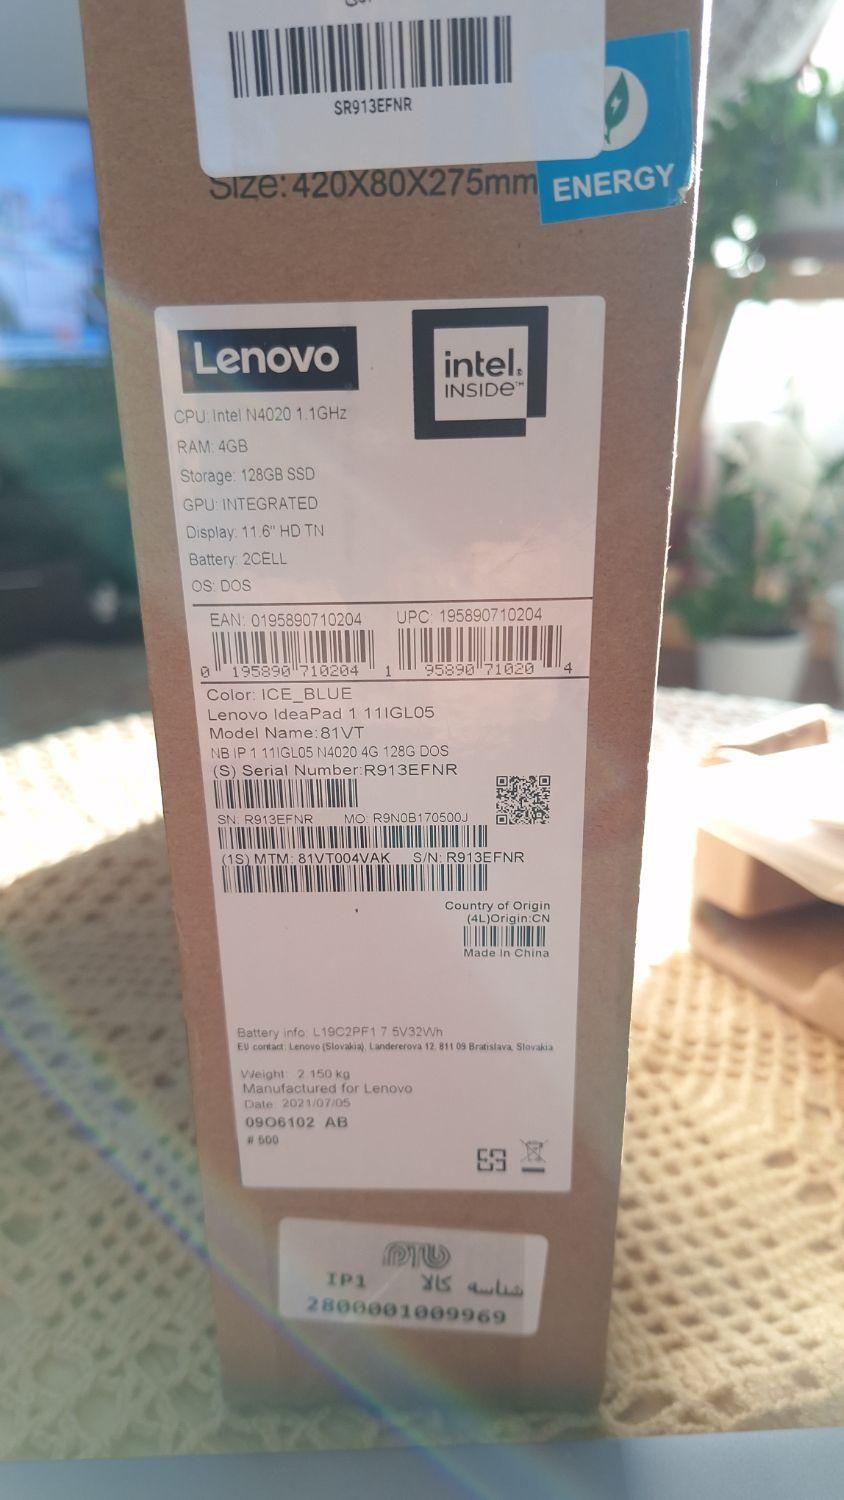 SR913EFNR
Size: 420X80X275mm
ENERGY
Lenovo
intel.
INSIDE™
CPU: Intel N4020 1.1GHz
RAM: 4GB
Storage: 128GB SSD
GPU: INTEGRATED
Display: 11.6" HD TN
Battery: 2CELL
OS: DOS
EAN: 0195890710204 UPC: 195890710204
0 195890 710204 1 95890 71020 4
Color: ICE_BLUE
Lenovo IdeaPad 1 11IGL05
Model Name:81VT
NB IP 1 11IGL05 N4020 4G 128G DOS
(S) Serial Number:R913EFNR
SN: R913EFNR MO: R9N0B170500J
(1S) MTM: 81VT004VAK S/N: R913EFNR
Country of Origin
(4L)Origin:CN
Made In China
Battery info: L19C2PF1 7.5V32Wh
EU contact: Lenovo (Slovakia), Landererova 12, 811 09 Bratislava, Slovakia
Weight: 2.150 kg
Manufactured for Lenovo
Date: 2021/07/05
09O6102 AB
# 500
شناسه کالا IP1
2800001009969